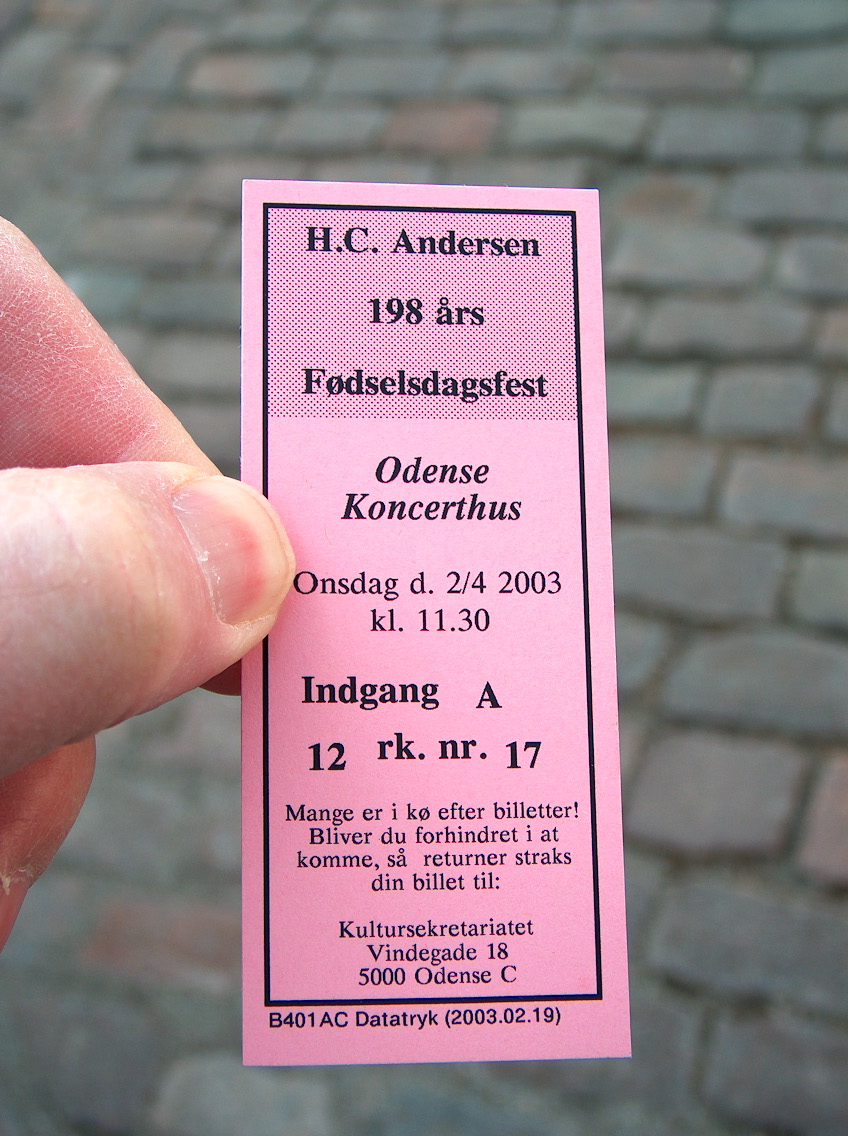 H.C. Andersen
198 års
Fødselsdagsfest
Odense
Koncerthus
Onsdag d. 2/4 2003
kl. 11.30
Indgang A
12 rk. nr. 17
Mange er i kø efter billetter!
Bliver du forhindret i at
komme, så returner straks
din billet til:
Kultursekretariatet
Vindegade 18
5000 Odense C
B401AC Datatryk (2003.02.19)